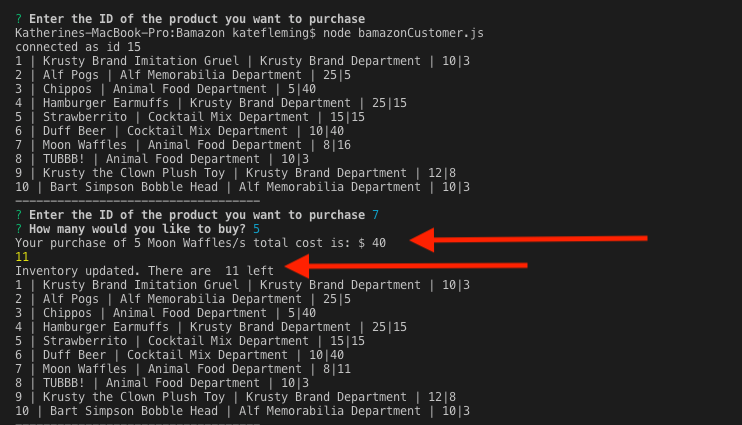 ? Enter the ID of the product you want to purchase
Katherines-MacBook-Pro:Bamazon katefleming$ node bamazonCustomer.js
connected as id 15
1 | Krusty Brand Imitation Gruel | Krusty Brand Department | 10|3
2 | Alf Pogs | Alf Memorabilia Department | 25|5
3 | Chippos | Animal Food Department | 5|40
4 | Hamburger Earmuffs | Krusty Brand Department | 25|15
5 | Strawberrito | Cocktail Mix Department | 15|15
6 | Duff Beer | Cocktail Mix Department | 10|40
7 | Moon Waffles | Animal Food Department | 8|16
8 | TUBBB! | Animal Food Department | 10|3
9 | Krusty the Clown Plush Toy | Krusty Brand Department | 12|8
10 | Bart Simpson Bobble Head | Alf Memorabilia Department | 10|3
-----------------------------------
? Enter the ID of the product you want to purchase 7
? How many would you like to buy? 5
Your purchase of 5 Moon Waffles/s total cost is: $ 40
11
Inventory updated. There are  11 left
1 | Krusty Brand Imitation Gruel | Krusty Brand Department | 10|3
2 | Alf Pogs | Alf Memorabilia Department | 25|5
3 | Chippos | Animal Food Department | 5|40
4 | Hamburger Earmuffs | Krusty Brand Department | 25|15
5 | Strawberrito | Cocktail Mix Department | 15|15
6 | Duff Beer | Cocktail Mix Department | 10|40
7 | Moon Waffles | Animal Food Department | 8|11
8 | TUBBB! | Animal Food Department | 10|3
9 | Krusty the Clown Plush Toy | Krusty Brand Department | 12|8
10 | Bart Simpson Bobble Head | Alf Memorabilia Department | 10|3
-----------------------------------